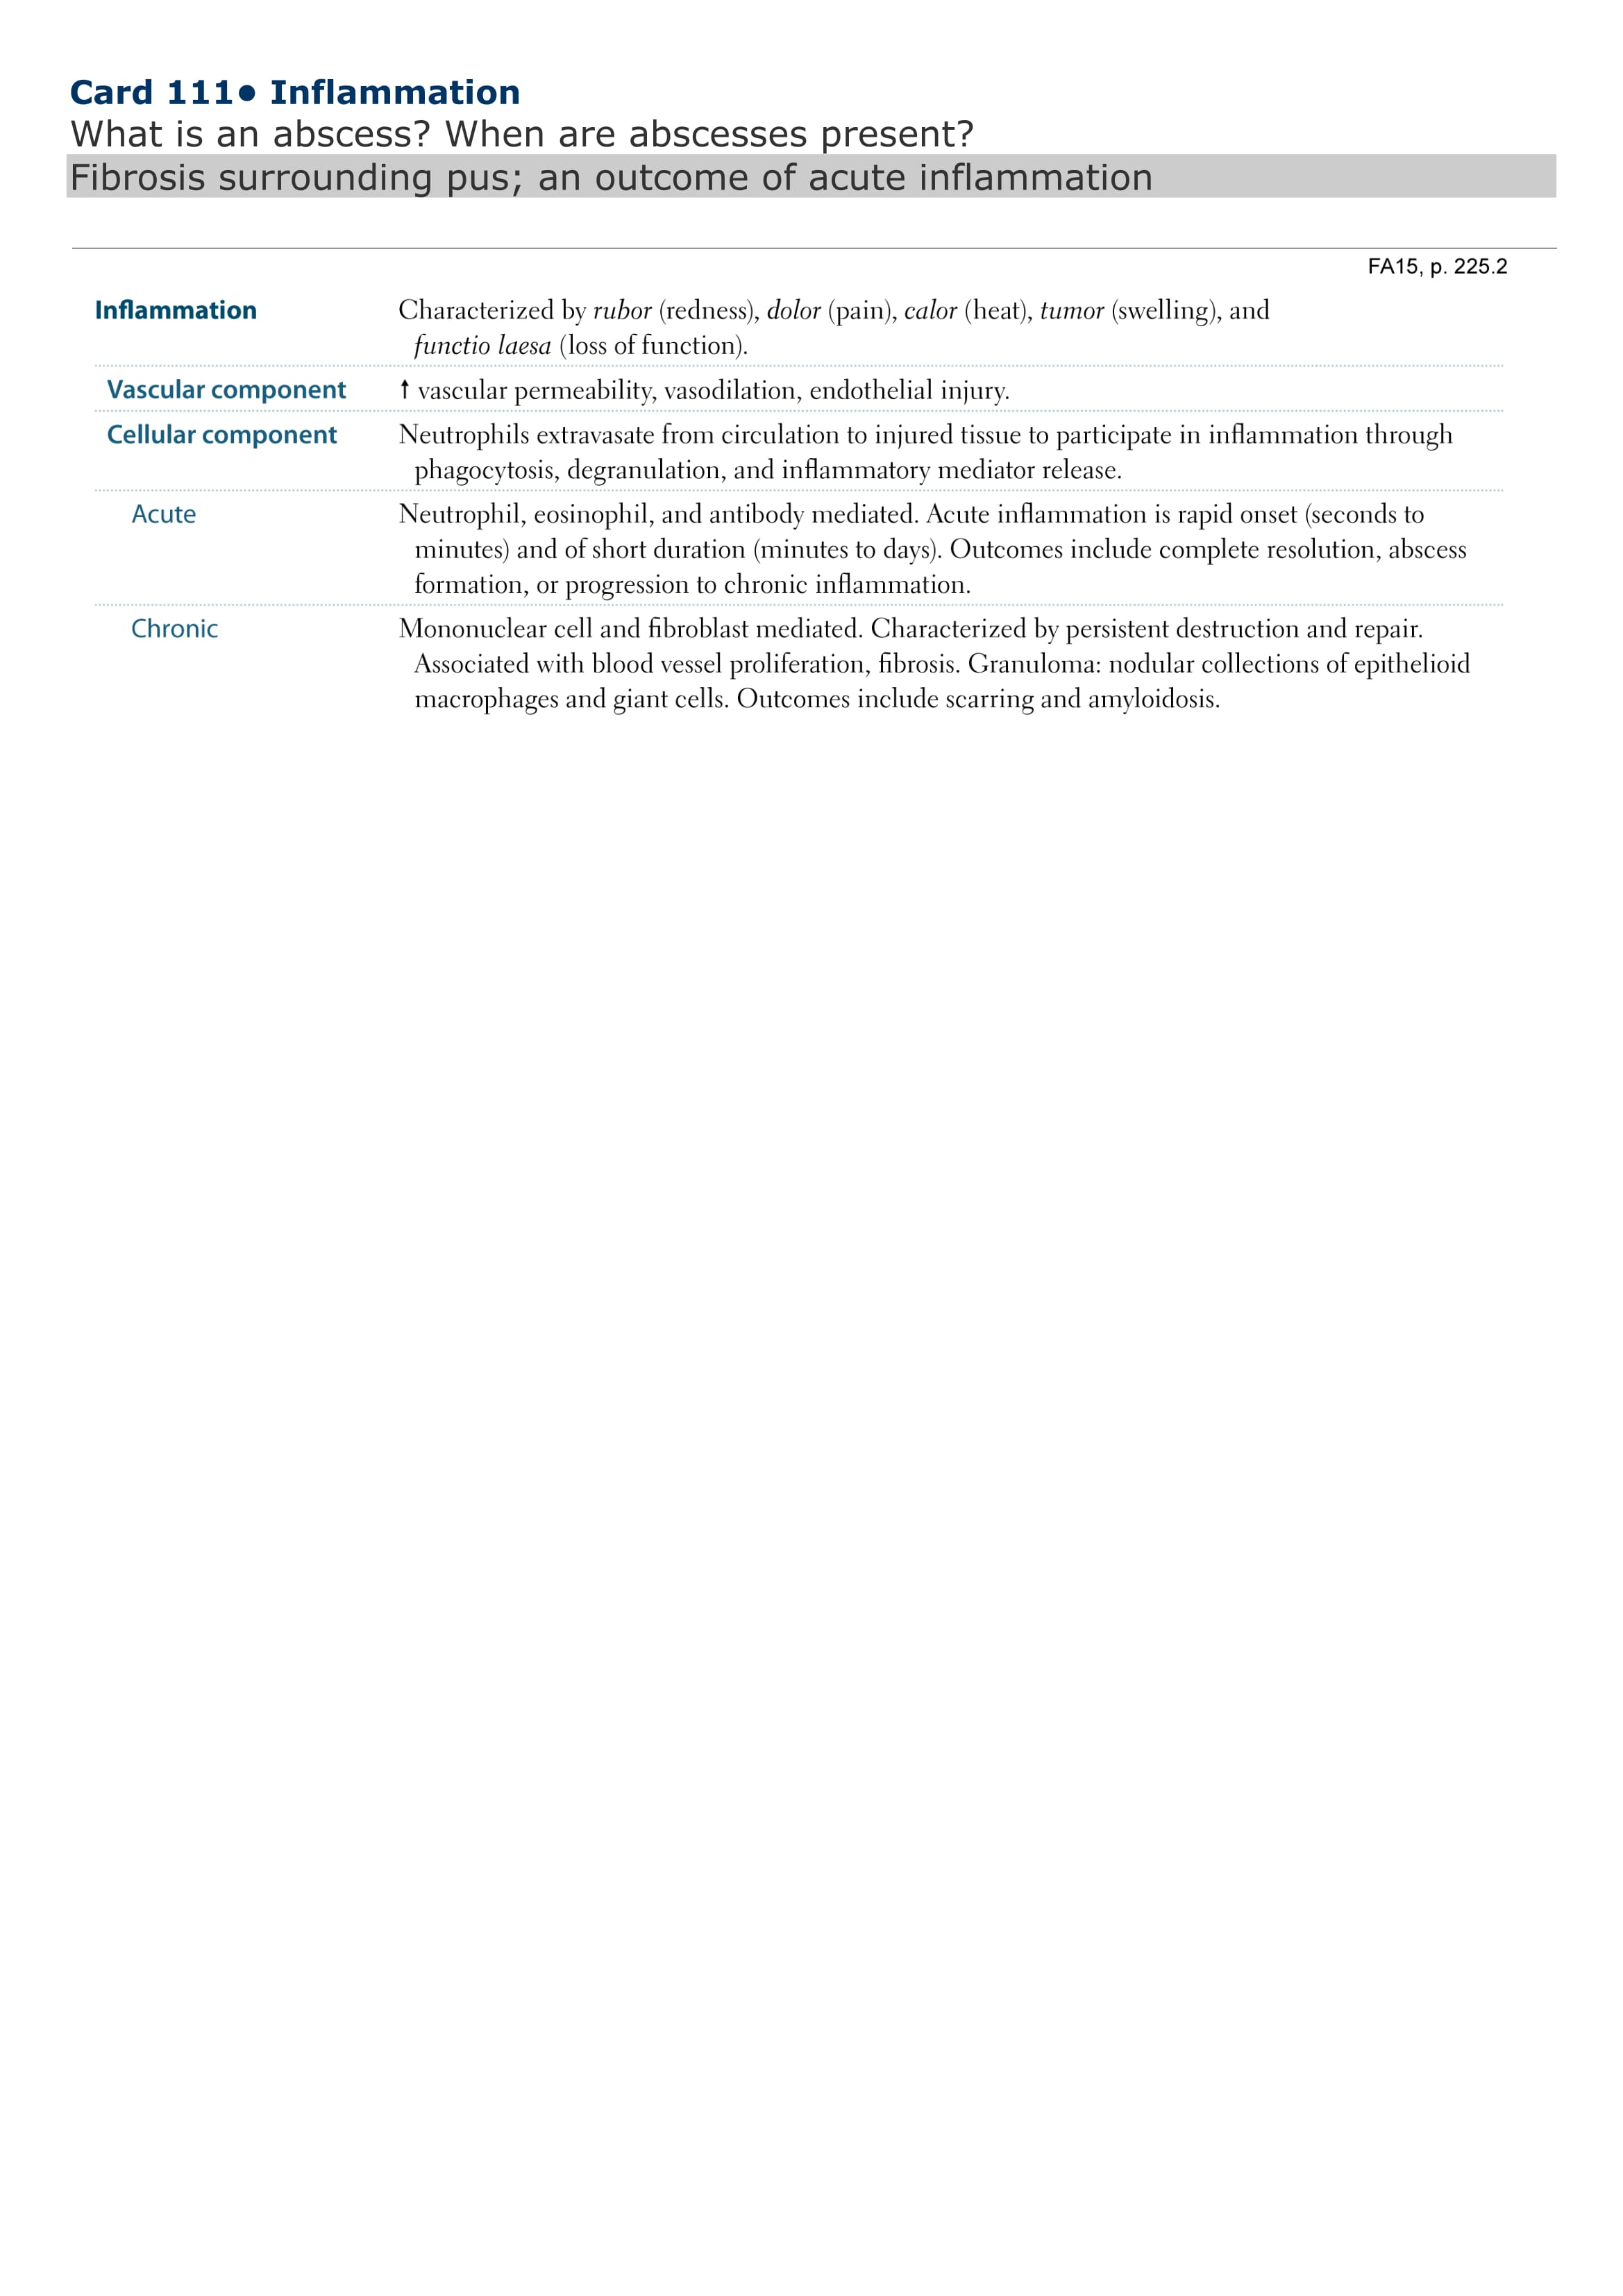 Card 111• Inflammation
What is an abscess? When are abscesses present?
Fibrosis surrounding pus; an outcome of acute inflammation
FA15, p. 225.2
Inflammation Characterized by rubor (redness), dolor (pain), calor (heat), tumor (swelling), and
functio laesa (loss of function).
Vascular component ↑ vascular permeability, vasodilation, endothelial injury.
Cellular component Neutrophils extravasate from circulation to injured tissue to participate in inflammation through
phagocytosis, degranulation, and inflammatory mediator release.
Acute Neutrophil, eosinophil, and antibody mediated. Acute inflammation is rapid onset (seconds to
minutes) and of short duration (minutes to days). Outcomes include complete resolution, abscess
formation, or progression to chronic inflammation.
Chronic Mononuclear cell and fibroblast mediated. Characterized by persistent destruction and repair.
Associated with blood vessel proliferation, fibrosis. Granuloma: nodular collections of epithelioid
macrophages and giant cells. Outcomes include scarring and amyloidosis.